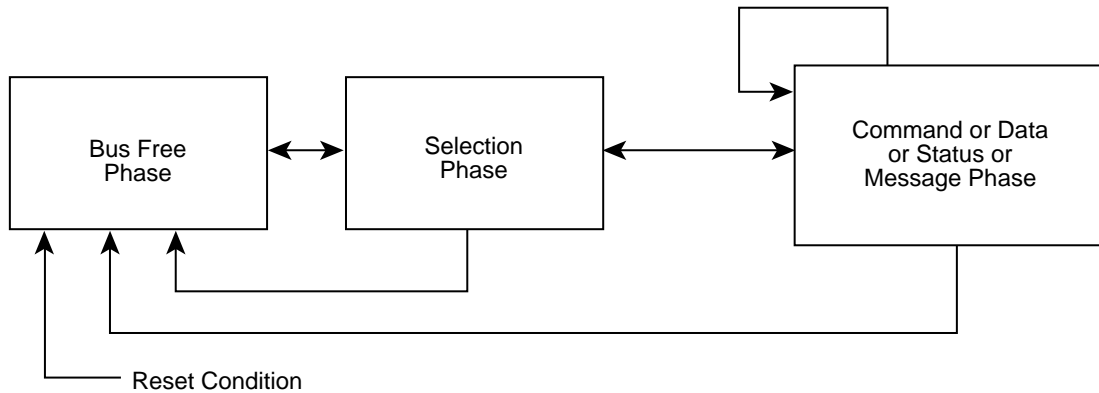 Bus Free
Phase
Selection
Phase
Command or Data
or Status or
Message Phase
Reset Condition